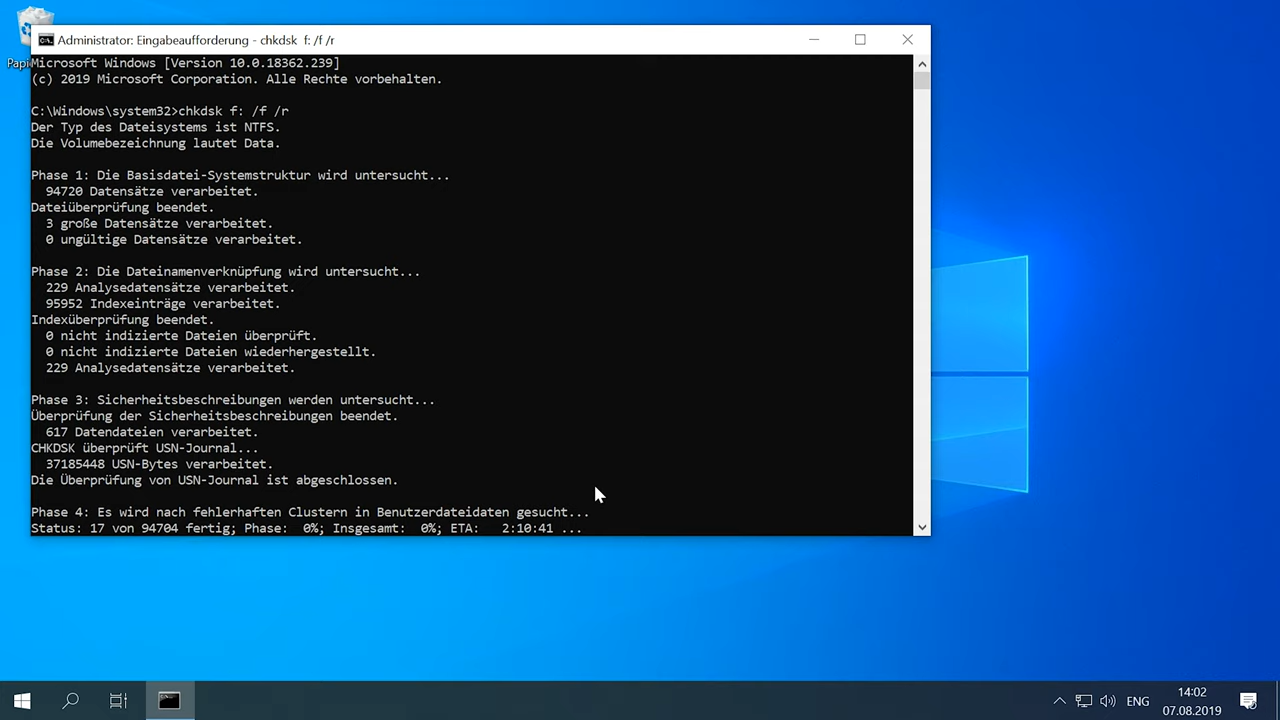 Papi
Administrator: Eingabeaufforderung - chkdsk  f: /f /r
Microsoft Windows [Version 10.0.18362.239]
(c) 2019 Microsoft Corporation. Alle Rechte vorbehalten.
C:\Windows\system32>chkdsk f: /f /r
Der Typ des Dateisystems ist NTFS.
Die Volumebezeichnung lautet Data.
Phase 1: Die Basisdatei-Systemstruktur wird untersucht...
94720 Datensätze verarbeitet.
Dateiüberprüfung beendet.
3 große Datensätze verarbeitet.
0 ungültige Datensätze verarbeitet.
Phase 2: Die Dateinamenverknüpfung wird untersucht...
229 Analysedatensätze verarbeitet.
95952 Indexeinträge verarbeitet.
Indexüberprüfung beendet.
0 nicht indizierte Dateien überprüft.
0 nicht indizierte Dateien wiederhergestellt.
229 Analysedatensätze verarbeitet.
Phase 3: Sicherheitsbeschreibungen werden untersucht...
Überprüfung der Sicherheitsbeschreibungen beendet.
617 Datendateien verarbeitet.
CHKDSK überprüft USN-Journal...
37185448 USN-Bytes verarbeitet.
Die Überprüfung von USN-Journal ist abgeschlossen.
Phase 4: Es wird nach fehlerhaften Clustern in Benutzerdateidaten gesucht...
Status: 17 von 94704 fertig; Phase:  0%; Insgesamt:  0%; ETA:   2:10:41 ...
ENG
14:02
07.08.2019